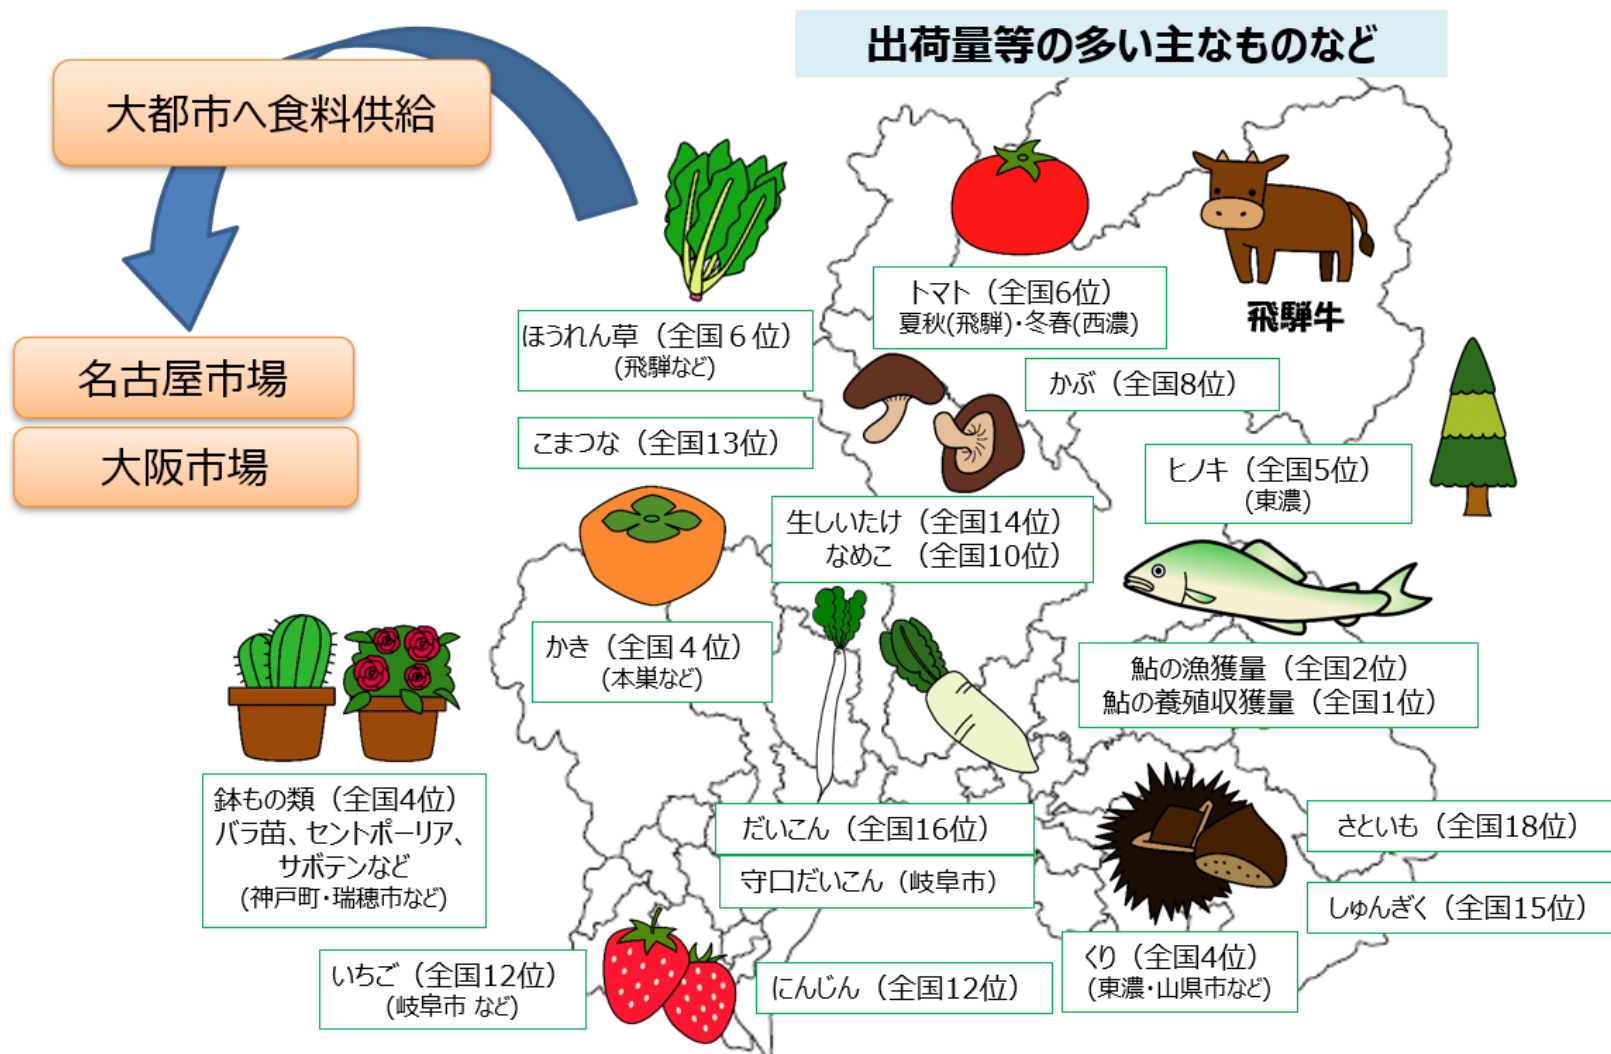 出荷量等の多い主なものなど
大都市へ食料供給
名古屋市場
大阪市場
ほうれん草（全国６位）
(飛騨など)
トマト（全国6位）
夏秋(飛騨)・冬春(西濃)
飛騨牛
かぶ（全国8位）
こまつな（全国13位）
ヒノキ（全国5位）
(東濃)
生しいたけ（全国14位）
なめこ （全国10位）
かき（全国４位）
(本巣など)
鮎の漁獲量（全国2位）
鮎の養殖収獲量（全国1位）
鉢もの類（全国4位）
バラ苗、セントポーリア、
サボテンなど
(神戸町・瑞穂市など)
だいこん（全国16位）
守口だいこん（岐阜市）
さといも（全国18位）
しゅんぎく（全国15位）
いちご（全国12位）
(岐阜市 など)
にんじん（全国12位）
くり（全国4位）
(東濃・山県市など)